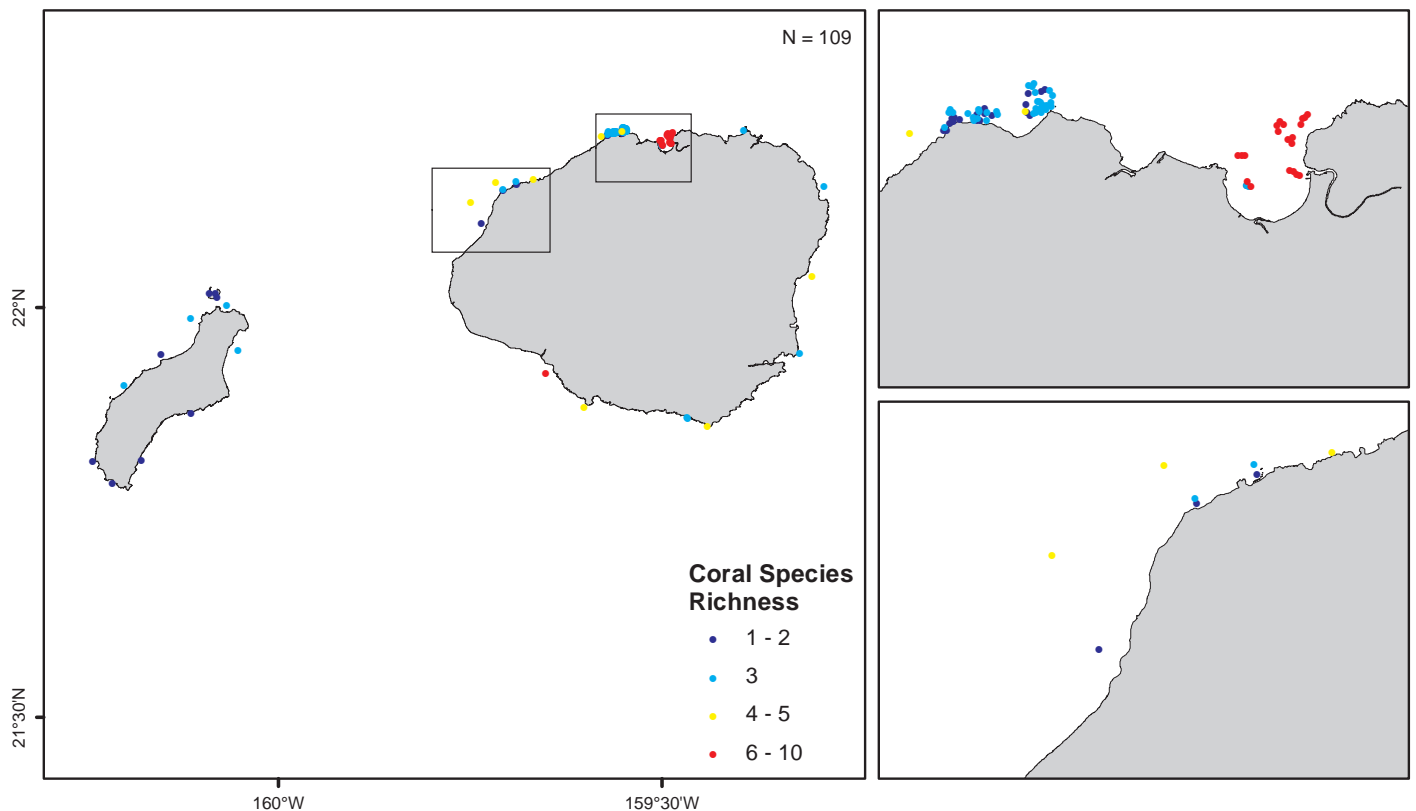 N = 109
22°N
21°30'N
160°W
159°30'W
Coral Species
Richness
1 - 2
3
4 - 5
6 - 10